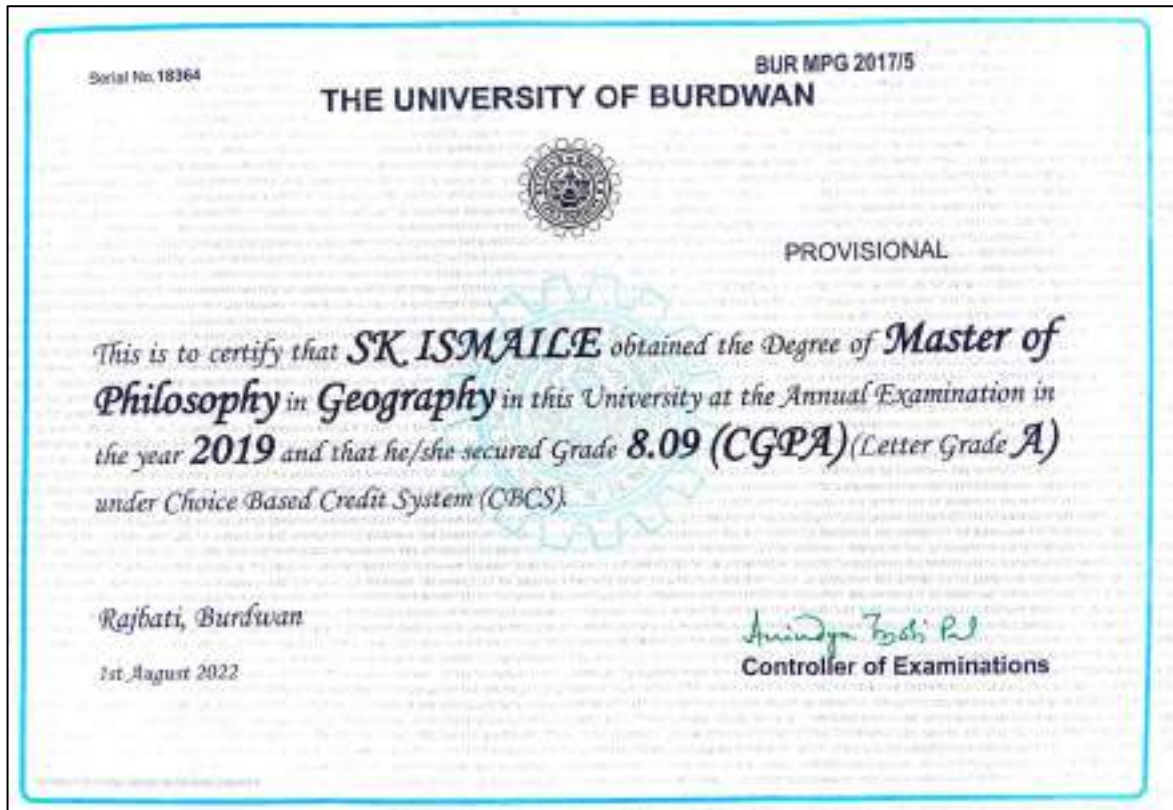 Serial No. 18364
BUR MPG 2017/5
THE UNIVERSITY OF BURDWAN
PROVISIONAL
This is to certify that SK ISMAILE obtained the Degree of Master of
Philosophy in Geography in this University at the Annual Examination in
the year 2019 and that he/she secured Grade 8.09 (CGPA) (Letter Grade A)
under Choice Based Credit System (CBCS).
Rajbati, Burdwan
1st August 2022
Controller of Examinations